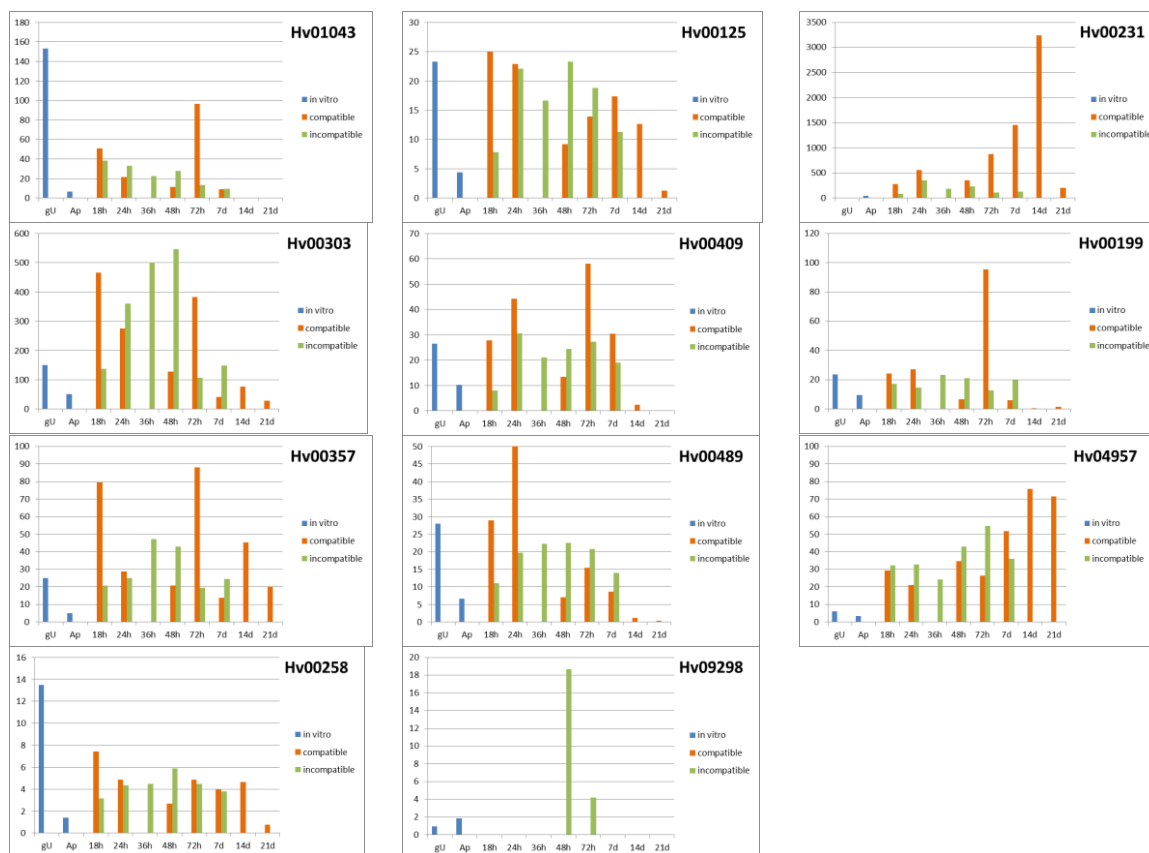 Hv01043
180
160
140
120
100
80
60
40
20
0
in vitro
compatible
incompatible
gU Ap 18h 24h 36h 48h 72h 7d 14d 21d
Hv00125
30
25
20
15
10
5
0
in vitro
compatible
incompatible
gU Ap 18h 24h 36h 48h 72h 7d 14d 21d
Hv00231
3500
3000
2500
2000
1500
1000
500
0
in vitro
compatible
incompatible
gU Ap 18h 24h 36h 48h 72h 7d 14d 21d
Hv00303
600
500
400
300
200
100
0
in vitro
compatible
incompatible
gU Ap 18h 24h 36h 48h 72h 7d 14d 21d
Hv00409
70
60
50
40
30
20
10
0
in vitro
compatible
incompatible
gU Ap 18h 24h 36h 48h 72h 7d 14d 21d
Hv00199
120
100
80
60
40
20
0
in vitro
compatible
incompatible
gU Ap 18h 24h 36h 48h 72h 7d 14d 21d
Hv00357
100
90
80
70
60
50
40
30
20
10
0
in vitro
compatible
incompatible
gU Ap 18h 24h 36h 48h 72h 7d 14d 21d
Hv00489
50
45
40
35
30
25
20
15
10
5
0
in vitro
compatible
incompatible
gU Ap 18h 24h 36h 48h 72h 7d 14d 21d
Hv04957
100
90
80
70
60
50
40
30
20
10
0
in vitro
compatible
incompatible
gU Ap 18h 24h 36h 48h 72h 7d 14d 21d
Hv00258
16
14
12
10
8
6
4
2
0
in vitro
compatible
incompatible
gU Ap 18h 24h 36h 48h 72h 7d 14d 21d
Hv09298
20
18
16
14
12
10
8
6
4
2
0
in vitro
compatible
incompatible
gU Ap 18h 24h 36h 48h 72h 7d 14d 21d